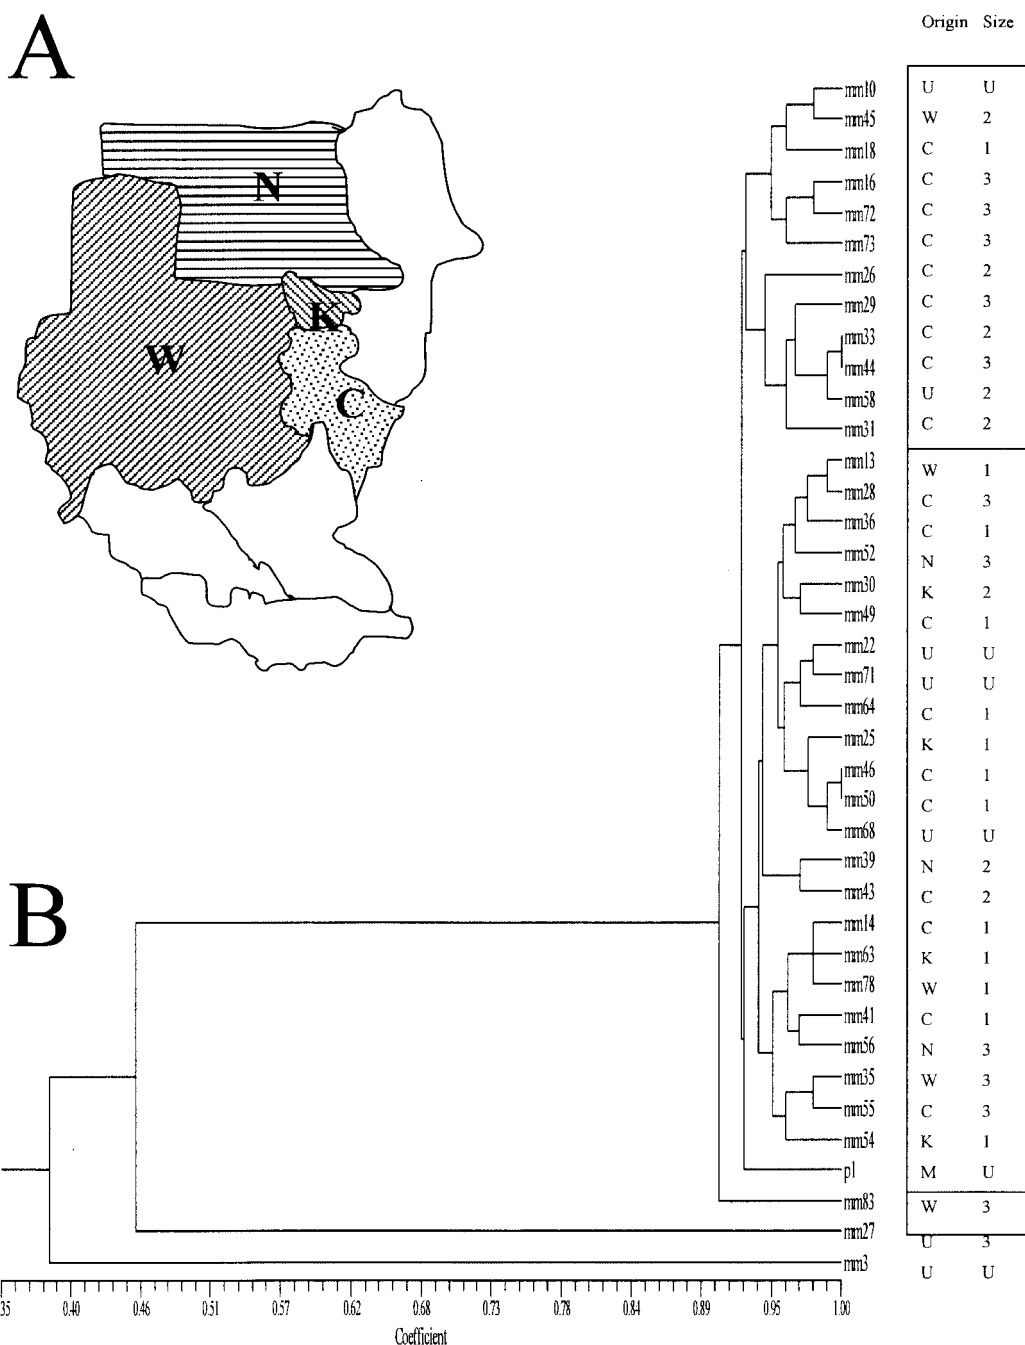 A
Origin Size
mm10 U U
mm45 W 2
mm18 C 1
mm16 C 3
mm72 C 3
mm73 C 3
mm26 C 2
mm29 C 3
mm33 C 2
mm44 C 3
mm58 U 2
mm31 C 2
mm13 W 1
mm28 C 3
mm36 C 1
mm52 N 3
mm30 K 2
mm49 C 1
mm22 U U
mm71 U U
mm64 C 1
mm25 K 1
mm46 C 1
mm50 C 1
mm68 U U
mm39 N 2
mm43 C 2
mm14 C 1
mm63 K 1
mm78 W 1
mm41 C 1
mm56 N 3
mm35 W 3
mm55 C 3
mm54 K 1
p1 M U
mm83 W 3
mm27 U 3
mm3 U U
N
K
W
C
B
35 0.40 0.46 0.51 0.57 0.62 0.68 0.73 0.78 0.84 0.89 0.95 1.00
Coefficient